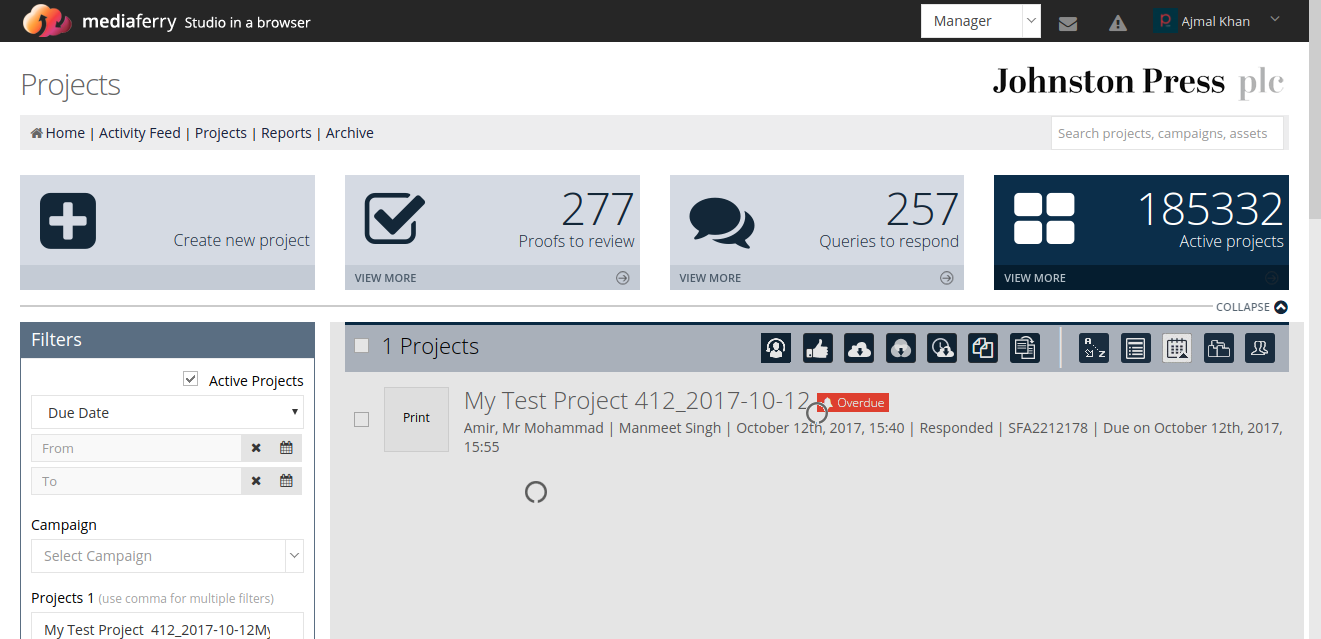 mediaferry Studio in a browser
Manager
Ajmal Khan
Projects
Johnston Press plc
Home | Activity Feed | Projects | Reports | Archive
Search projects, campaigns, assets
Create new project
277
Proofs to review
VIEW MORE
257
Queries to respond
VIEW MORE
185332
Active projects
VIEW MORE
COLLAPSE
Filters
Active Projects
Due Date
From
To
Campaign
Select Campaign
Projects 1 (use comma for multiple filters)
My Test Project 412_2017-10-12My
1 Projects
A
Z
Print
My Test Project 412_2017-10-12
Overdue
Amir, Mr Mohammad | Manmeet Singh | October 12th, 2017, 15:40 | Responded | SFA2212178 | Due on October 12th, 2017,
15:55